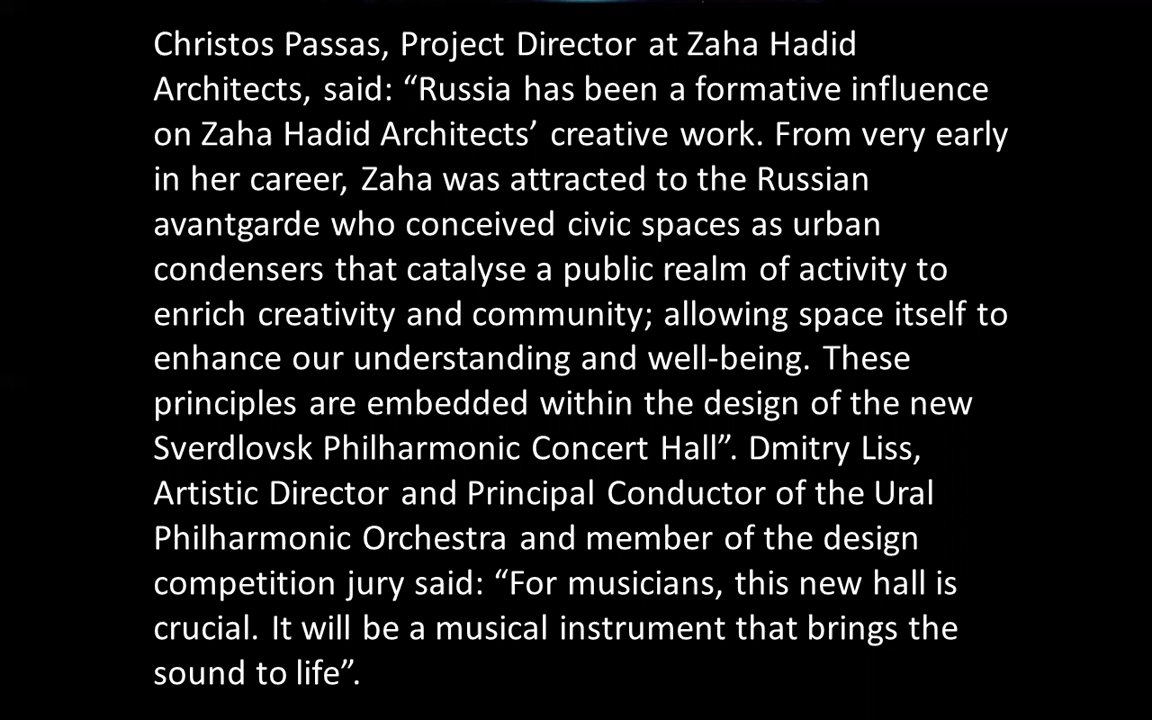 Christos Passas, Project Director at Zaha Hadid
Architects, said: “Russia has been a formative influence
on Zaha Hadid Architects’ creative work. From very early
in her career, Zaha was attracted to the Russian
avantgarde who conceived civic spaces as urban
condensers that catalyse a public realm of activity to
enrich creativity and community; allowing space itself to
enhance our understanding and well-being. These
principles are embedded within the design of the new
Sverdlovsk Philharmonic Concert Hall”. Dmitry Liss,
Artistic Director and Principal Conductor of the Ural
Philharmonic Orchestra and member of the design
competition jury said: “For musicians, this new hall is
crucial. It will be a musical instrument that brings the
sound to life”.